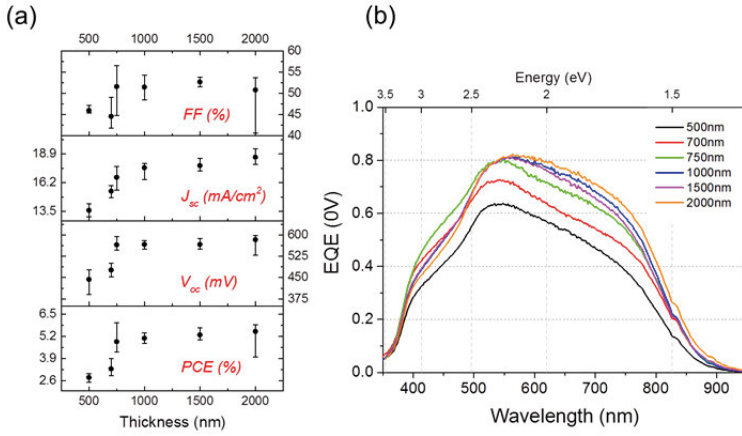 (a)
500 1000 1500 2000
60
55
50
45
40
FF (%)
18.9
16.2
13.5
Jsc (mA/cm²)
600
525
450
375
Voc (mV)
6.5
5.2
3.9
2.6
PCE (%)
500 1000 1500 2000
Thickness (nm)
(b)
Energy (eV)
3.5 3 2.5 2 1.5
1.0
0.8
0.6
0.4
0.2
0.0
EQE (0V)
500nm
700nm
750nm
1000nm
1500nm
2000nm
400 500 600 700 800 900
Wavelength (nm)